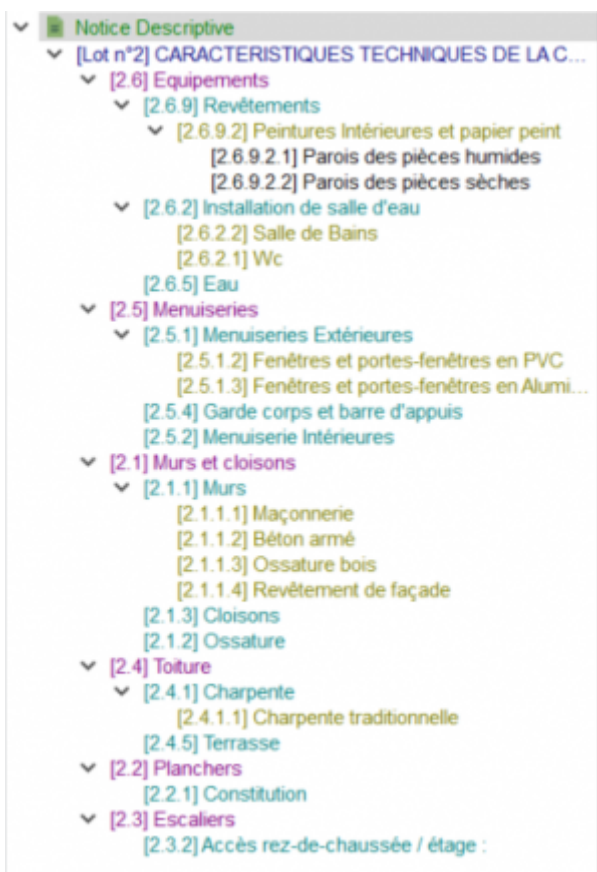 Notice Descriptive
[Lot n°2] CARACTERISTIQUES TECHNIQUES DE LA C...
[2.6] Equipements
[2.6.9] Revêtements
[2.6.9.2] Peintures Intérieures et papier peint
[2.6.9.2.1] Parois des pièces humides
[2.6.9.2.2] Parois des pièces sèches
[2.6.2] Installation de salle d'eau
[2.6.2.2] Salle de Bains
[2.6.2.1] Wc
[2.6.5] Eau
[2.5] Menuiseries
[2.5.1] Menuiseries Extérieures
[2.5.1.2] Fenêtres et portes-fenêtres en PVC
[2.5.1.3] Fenêtres et portes-fenêtres en Alumi...
[2.5.4] Garde corps et barre d'appuis
[2.5.2] Menuiserie Intérieures
[2.1] Murs et cloisons
[2.1.1] Murs
[2.1.1.1] Maçonnerie
[2.1.1.2] Béton armé
[2.1.1.3] Ossature bois
[2.1.1.4] Revêtement de façade
[2.1.3] Cloisons
[2.1.2] Ossature
[2.4] Toiture
[2.4.1] Charpente
[2.4.1.1] Charpente traditionnelle
[2.4.5] Terrasse
[2.2] Planchers
[2.2.1] Constitution
[2.3] Escaliers
[2.3.2] Accès rez-de-chaussée / étage :